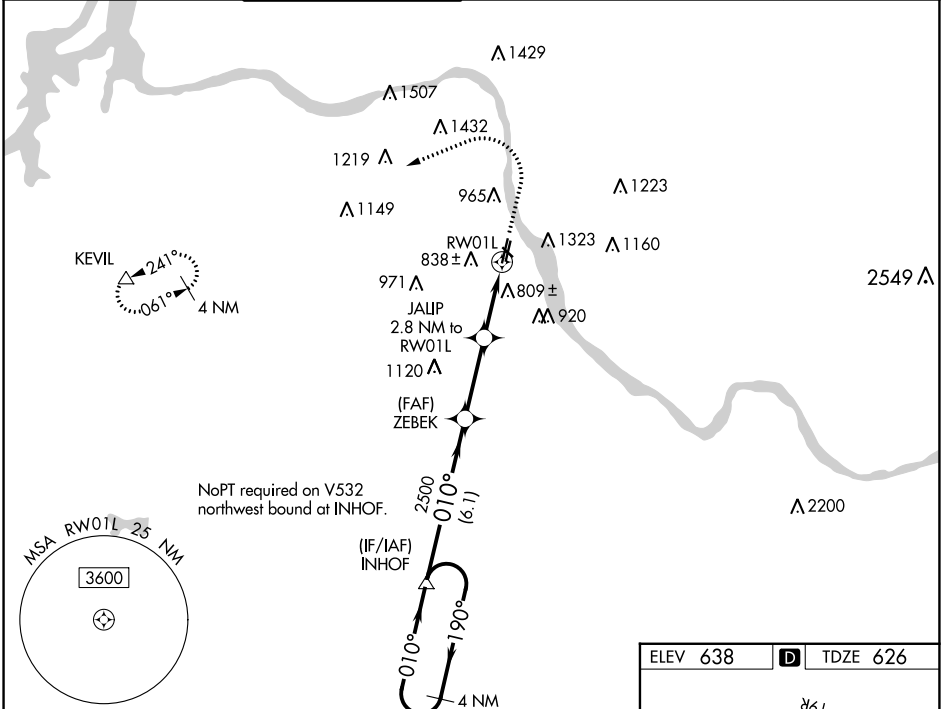 1429
1507
1432
1219
1223
965
1149
RW01L
1323
1160
838±
KEVIL
241°
061°
4 NM
971
2549
809±
JALIP
2.8 NM to
RW01L
920
1120
(FAF)
ZEBEK
NoPT required on V532
northwest bound at INHOF.
2500
010°
(6.1)
2200
MSA RW01L 25 NM
3600
(IF/IAF)
INHOF
010°
190°
4 NM
ELEV 638 D TDZE 626
19R